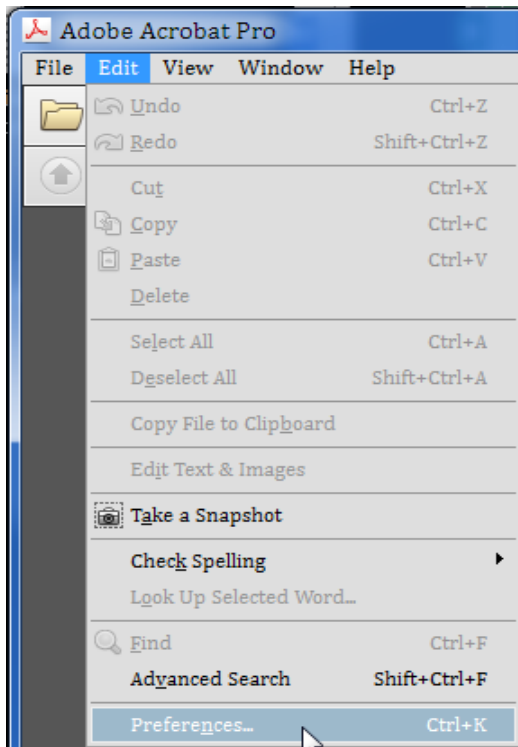 Adobe Acrobat Pro
File Edit View Window Help
Undo Ctrl+Z
Redo Shift+Ctrl+Z
Cut Ctrl+X
Copy Ctrl+C
Paste Ctrl+V
Delete
Select All Ctrl+A
Deselect All Shift+Ctrl+A
Copy File to Clipboard
Edit Text & Images
Take a Snapshot
Check Spelling
Look Up Selected Word...
Find Ctrl+F
Advanced Search Shift+Ctrl+F
Preferences... Ctrl+K